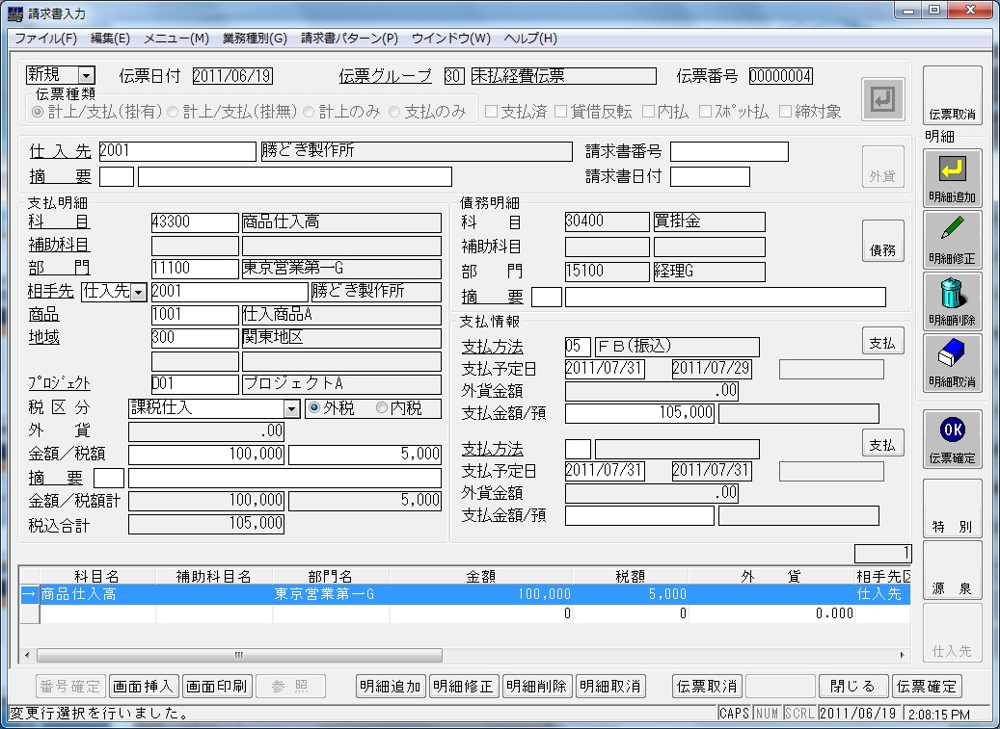 請求書入力
ファイル(F) 編集(E) メニュー(M) 業務種別(G) 請求書パターン(P) ウインドウ(W) ヘルプ(H)
新規 伝票日付 2011/06/19 伝票グループ 30 未払経費伝票 伝票番号 00000004
伝票取消
伝票種類
計上/支払(掛有) 計上/支払(掛無) 計上のみ 支払のみ 支払済 貸借反転 内払 スポット払 締対象
明細
仕入先 2001 勝どき製作所 請求書番号
摘要 請求書日付
外貨
明細追加
支払明細
科目 43300 商品仕入高
補助科目
部門 11100 東京営業第一G
相手先 仕入先 2001 勝どき製作所
商品 1001 仕入商品A
地域 300 関東地区
プロジェクト D01 プロジェクトA
税区分 課税仕入 外税 内税
外貨 .00
金額／税額 100,000 5,000
摘要
金額／税額計 100,000 5,000
税込合計 105,000
債務明細
科目 30400 買掛金
補助科目
債務
部門 15100 経理G
摘要
支払情報
支払方法 05 ＦＢ(振込)
支払
支払予定日 2011/07/31 2011/07/29
外貨金額 .00
支払金額/預 105,000
支払方法
支払
支払予定日 2011/07/31 2011/07/31
外貨金額 .00
支払金額/預
明細修正
明細削除
明細取消
OK
伝票確定
特別
源泉
仕入先
1
科目名 補助科目名 部門名 金額 税額 外貨 相手先区
→ 商品仕入高 東京営業第一G 100,000 5,000 仕入先
0 0 0.000
番号確定 画面挿入 画面印刷 参照 明細追加 明細修正 明細削除 明細取消 伝票取消 閉じる 伝票確定
変更行選択を行いました。 CAPS NUM SCRL 2011/06/19 2:08:15 PM